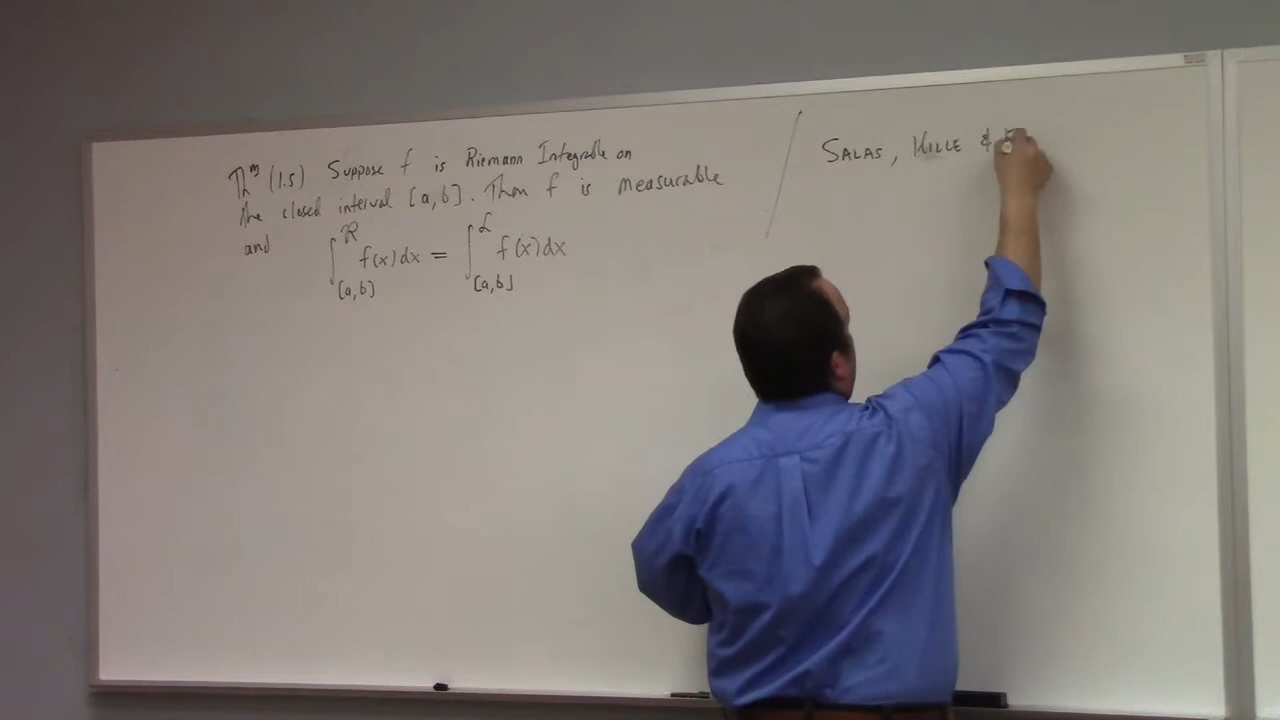 Thᵐ (1.5) Suppose f is Riemann Integrable on
the closed interval [a,b]. Then f is measurable
and ∫ᴿ[a,b] f(x)dx = ∫ᴸ[a,b] f(x)dx
SALAS, HILLE &